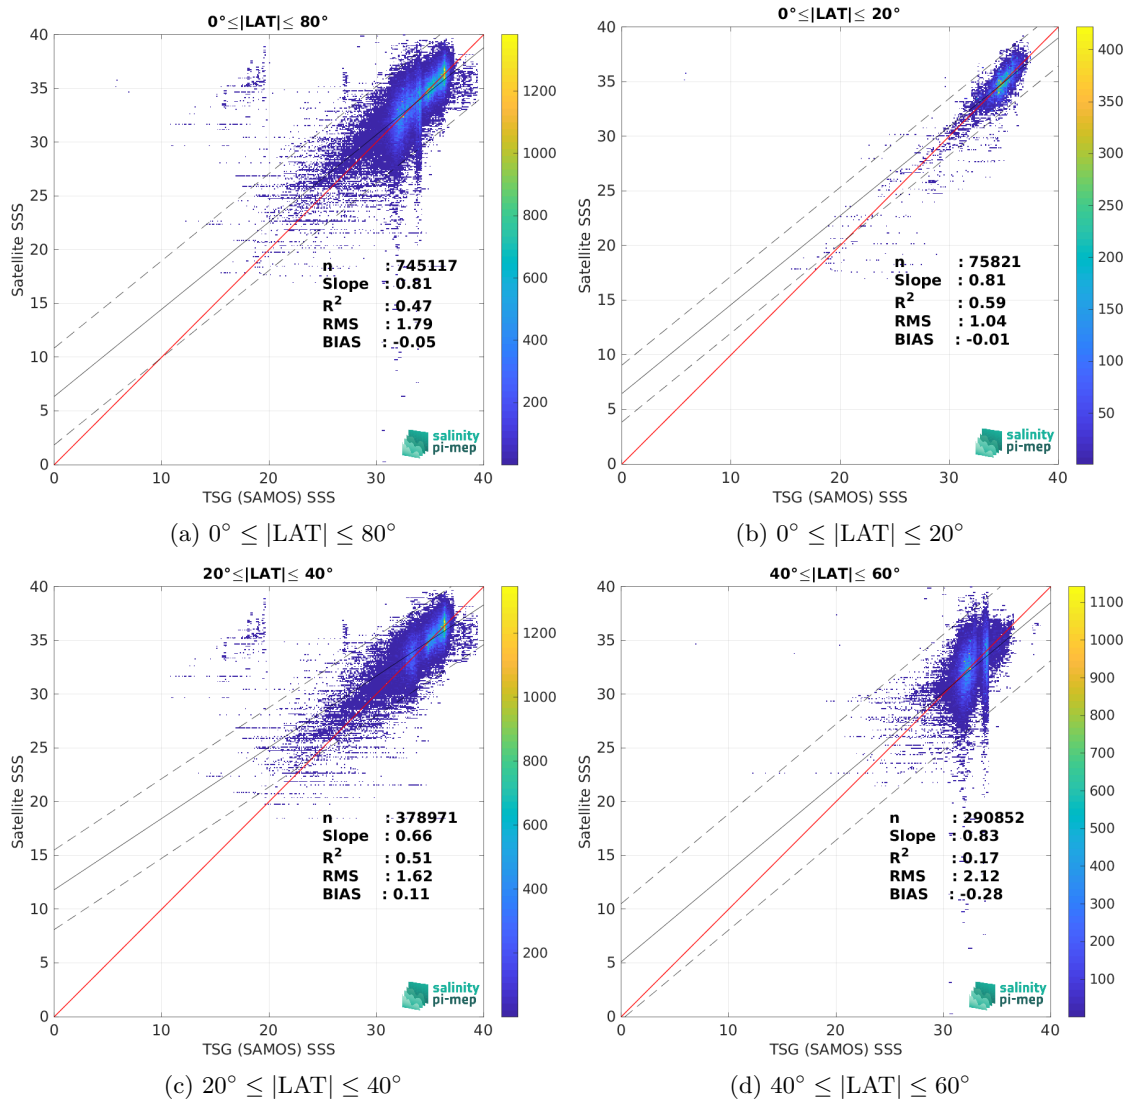 0°≤|LAT|≤ 80°
40
35
30
25
20
15
10
5
0
Satellite SSS
n : 745117
Slope : 0.81
R² : 0.47
RMS : 1.79
BIAS : -0.05
salinity
pi-mep
0 10 20 30 40
TSG (SAMOS) SSS
1200
1000
800
600
400
200
(a) 0° ≤ |LAT| ≤ 80°
0°≤|LAT|≤ 20°
40
35
30
25
20
15
10
5
0
Satellite SSS
n : 75821
Slope : 0.81
R² : 0.59
RMS : 1.04
BIAS : -0.01
salinity
pi-mep
0 10 20 30 40
TSG (SAMOS) SSS
400
350
300
250
200
150
100
50
(b) 0° ≤ |LAT| ≤ 20°
20°≤|LAT|≤ 40°
40
35
30
25
20
15
10
5
0
Satellite SSS
n : 378971
Slope : 0.66
R² : 0.51
RMS : 1.62
BIAS : 0.11
salinity
pi-mep
0 10 20 30 40
TSG (SAMOS) SSS
1200
1000
800
600
400
200
(c) 20° ≤ |LAT| ≤ 40°
40°≤|LAT|≤ 60°
40
35
30
25
20
15
10
5
0
Satellite SSS
n : 290852
Slope : 0.83
R² : 0.17
RMS : 2.12
BIAS : -0.28
salinity
pi-mep
0 10 20 30 40
TSG (SAMOS) SSS
1100
1000
900
800
700
600
500
400
300
200
100
(d) 40° ≤ |LAT| ≤ 60°